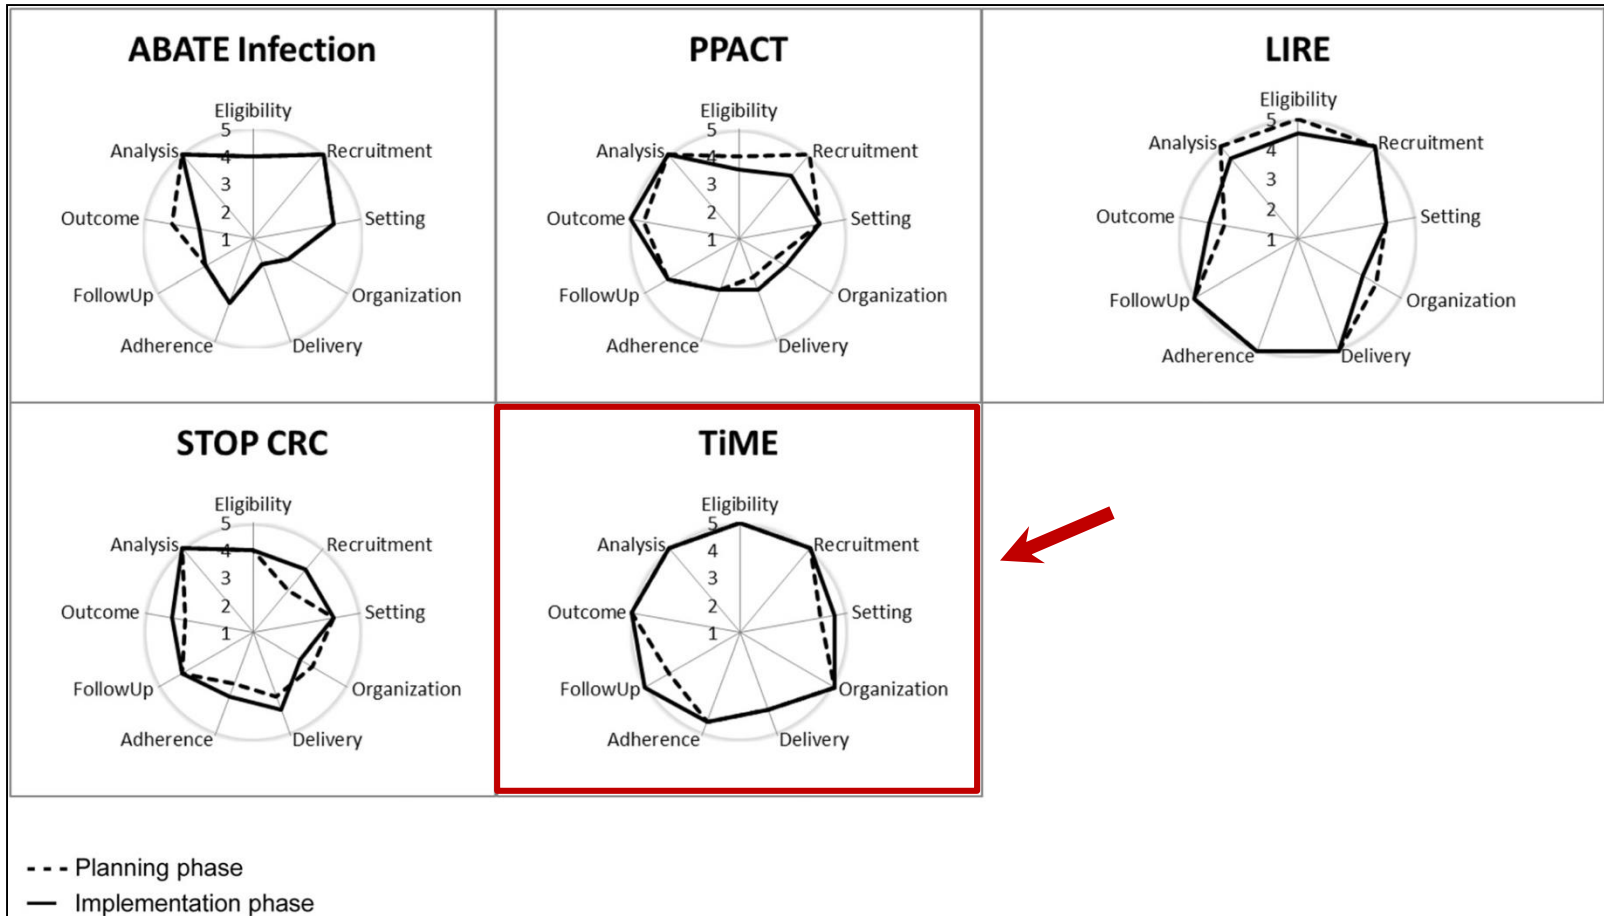 ABATE Infection
Eligibility
5
Analysis
4
Recruitment
3
Outcome
2
Setting
1
FollowUp
Organization
Adherence
Delivery
PPACT
Eligibility
5
Analysis
4
Recruitment
3
Outcome
2
Setting
1
FollowUp
Organization
Adherence
Delivery
LIRE
Eligibility
5
Analysis
4
Recruitment
3
Outcome
2
Setting
1
FollowUp
Organization
Adherence
Delivery
STOP CRC
Eligibility
5
Analysis
4
Recruitment
3
Outcome
2
Setting
1
FollowUp
Organization
Adherence
Delivery
TiME
Eligibility
5
Analysis
4
Recruitment
3
Outcome
2
Setting
1
FollowUp
Organization
Adherence
Delivery
Planning phase
Implementation phase